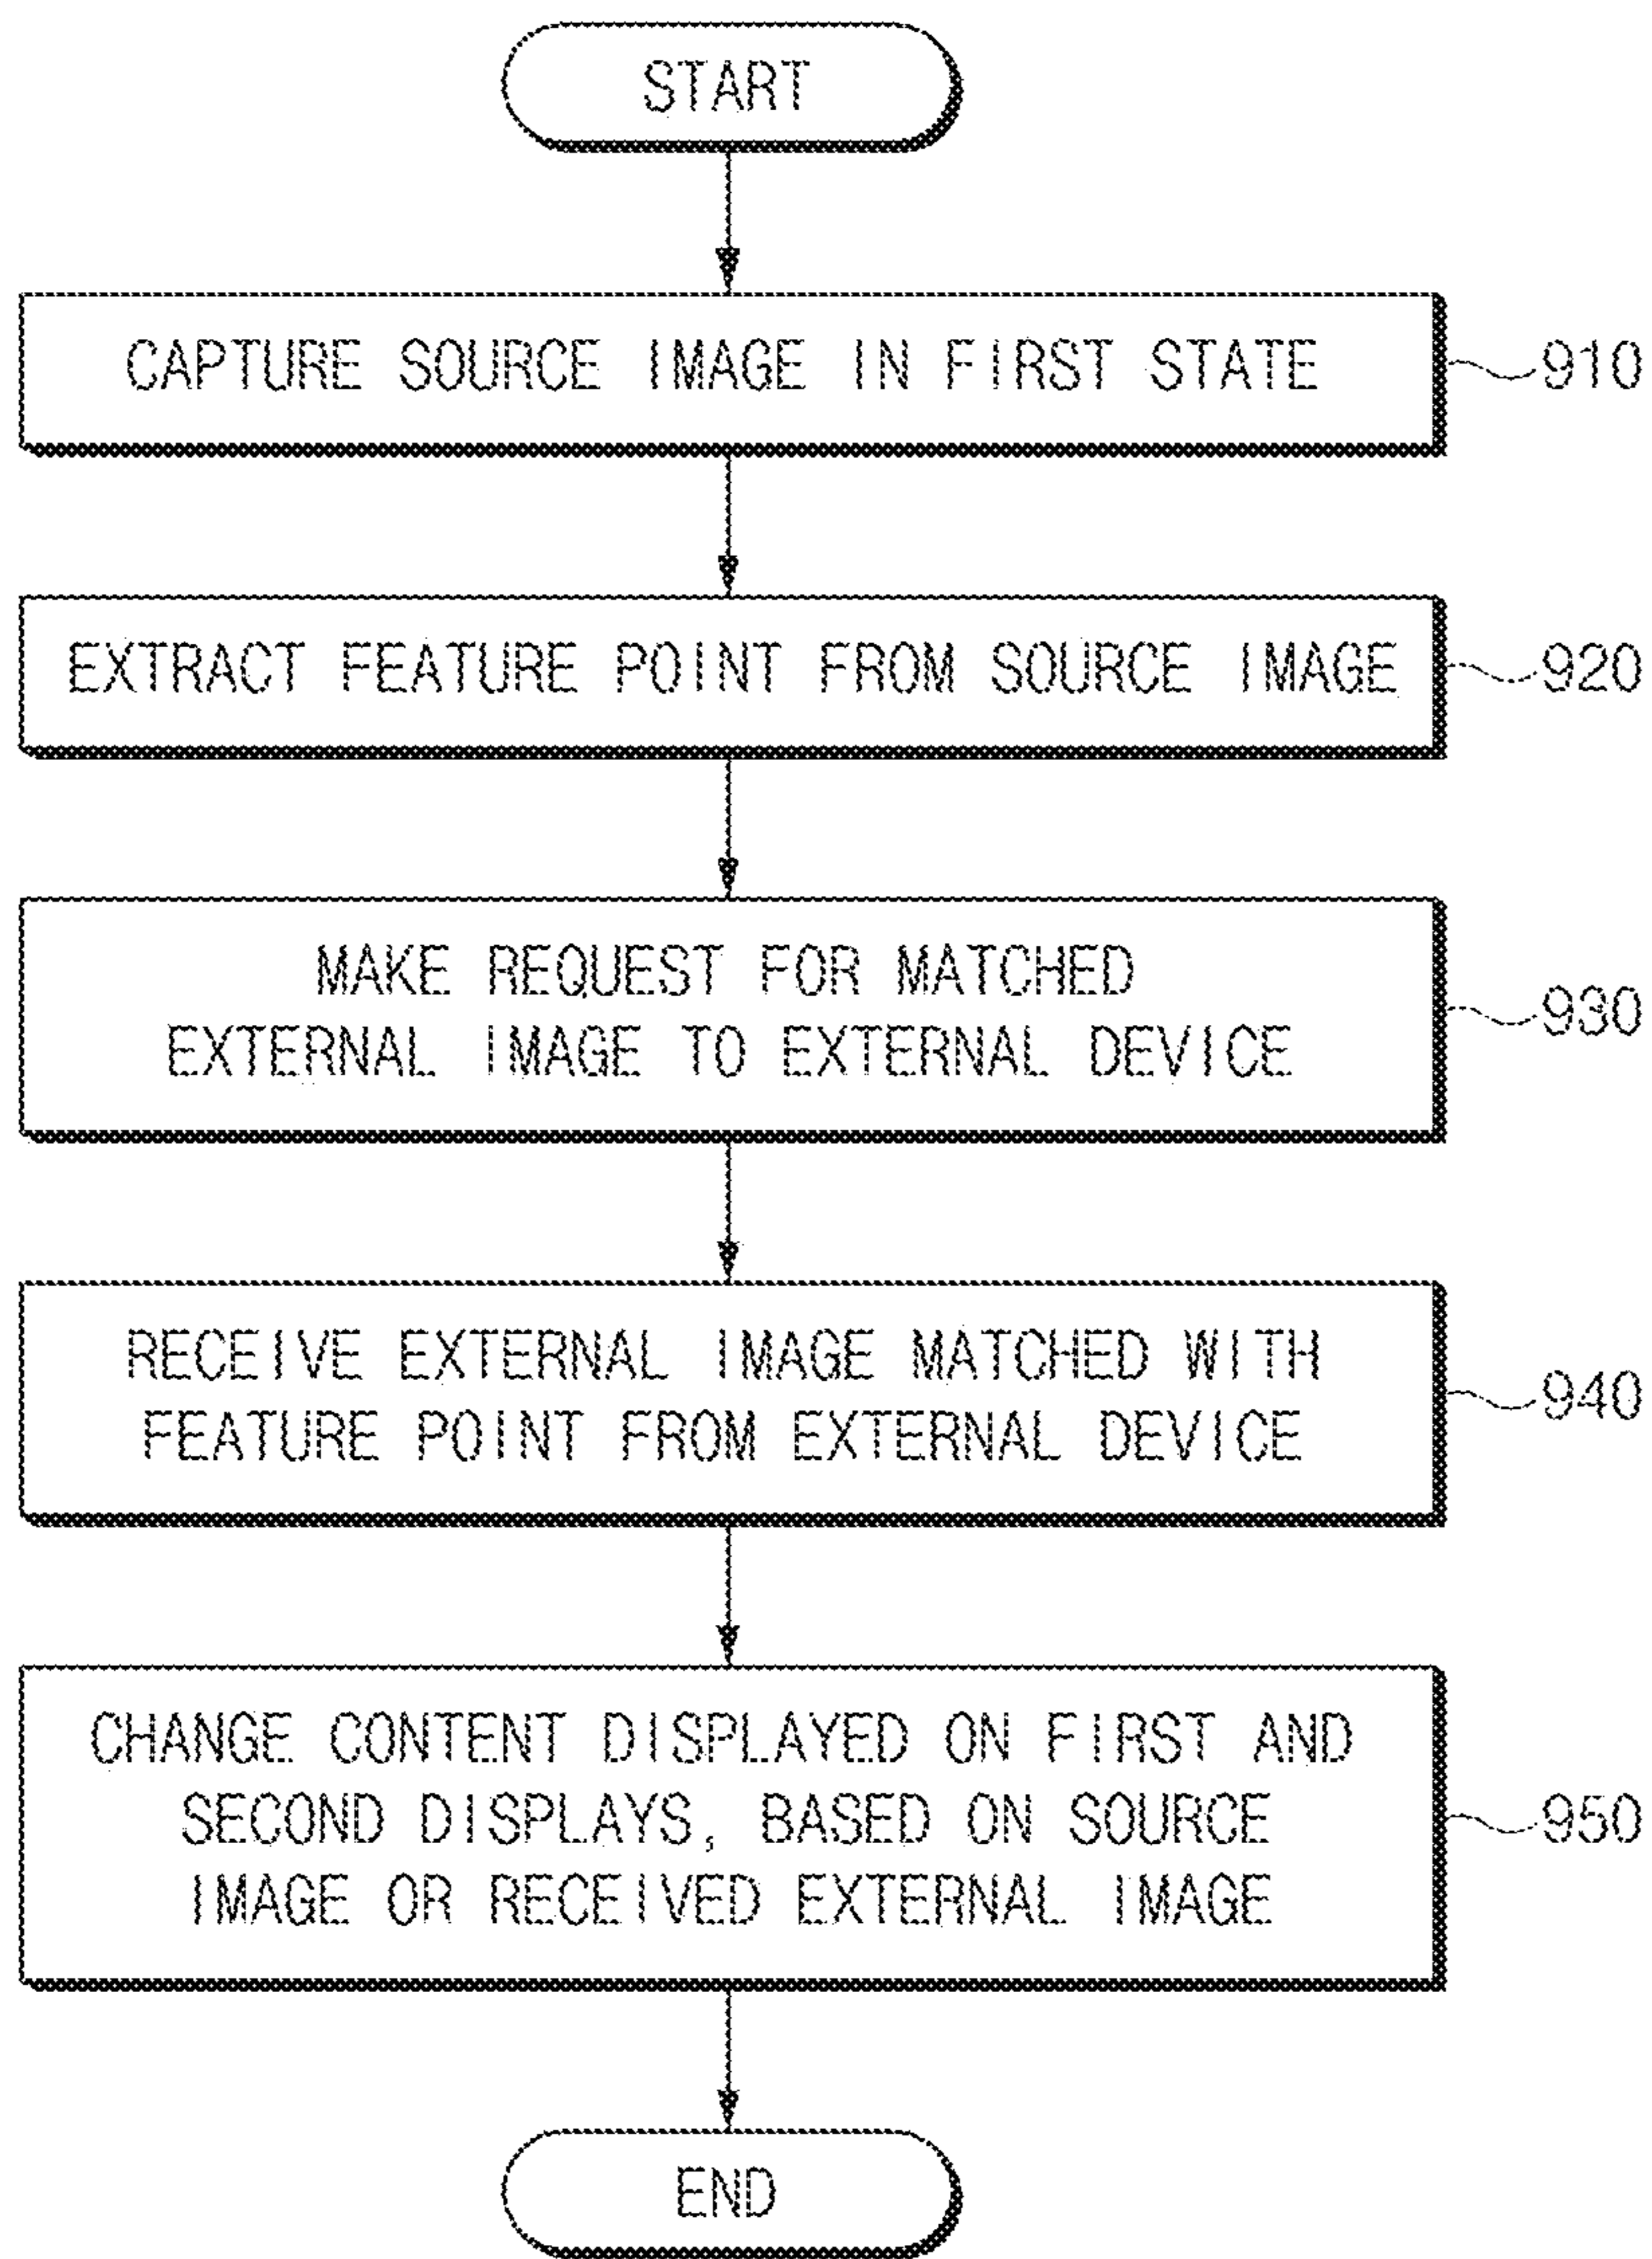 START
CAPTURE SOURCE IMAGE IN FIRST STATE
910
EXTRACT FEATURE POINT FROM SOURCE IMAGE
920
MAKE REQUEST FOR MATCHED
EXTERNAL IMAGE TO EXTERNAL DEVICE
930
RECEIVE EXTERNAL IMAGE MATCHED WITH
FEATURE POINT FROM EXTERNAL DEVICE
940
CHANGE CONTENT DISPLAYED ON FIRST AND
SECOND DISPLAYS, BASED ON SOURCE
IMAGE OR RECEIVED EXTERNAL IMAGE
950
END